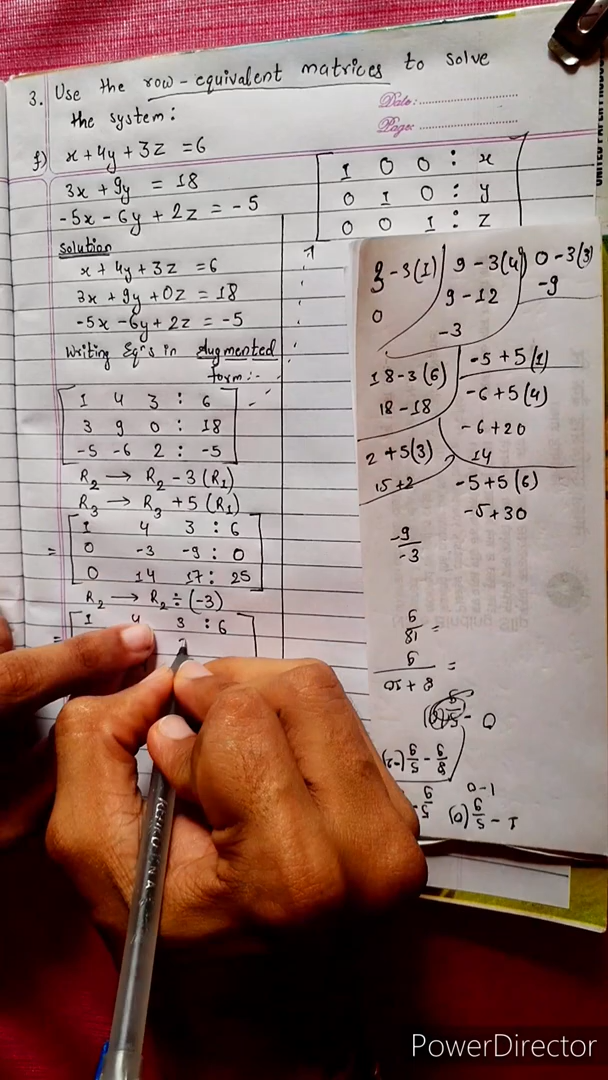 3. Use the row-equivalent matrices to solve
the system:
Date:
Page:
f) x+4y+3z =6
3x+9y = 18
-5x-6y+2z = -5
1 0 0 : x
0 1 0 : y
0 0 1 : z
solution
x+4y+3z =6
3x+9y+0z =18
-5x-6y+2z =-5
Writing Eqⁿs in Augmented
form:-
1 4 3 : 6
3 9 0 : 18
-5 -6 2 : -5
R₂ → R₂ -3(R₁)
R₃ → R₃ +5(R₁)
= 1 4 3 : 6
0 -3 -9 : 0
0 14 17 : 25
R₂ → R₂ ÷ (-3)
= 1 4 3 : 6
3-3(1)
0
9-3(4)
9-12
-3
0-3(3)
-9
18-3(6)
18-18
-5+5(1)
-6+5(4)
-6+20
14
2+5(3)
15+2
-5+5(6)
-5+30
-9/-3
PowerDirector